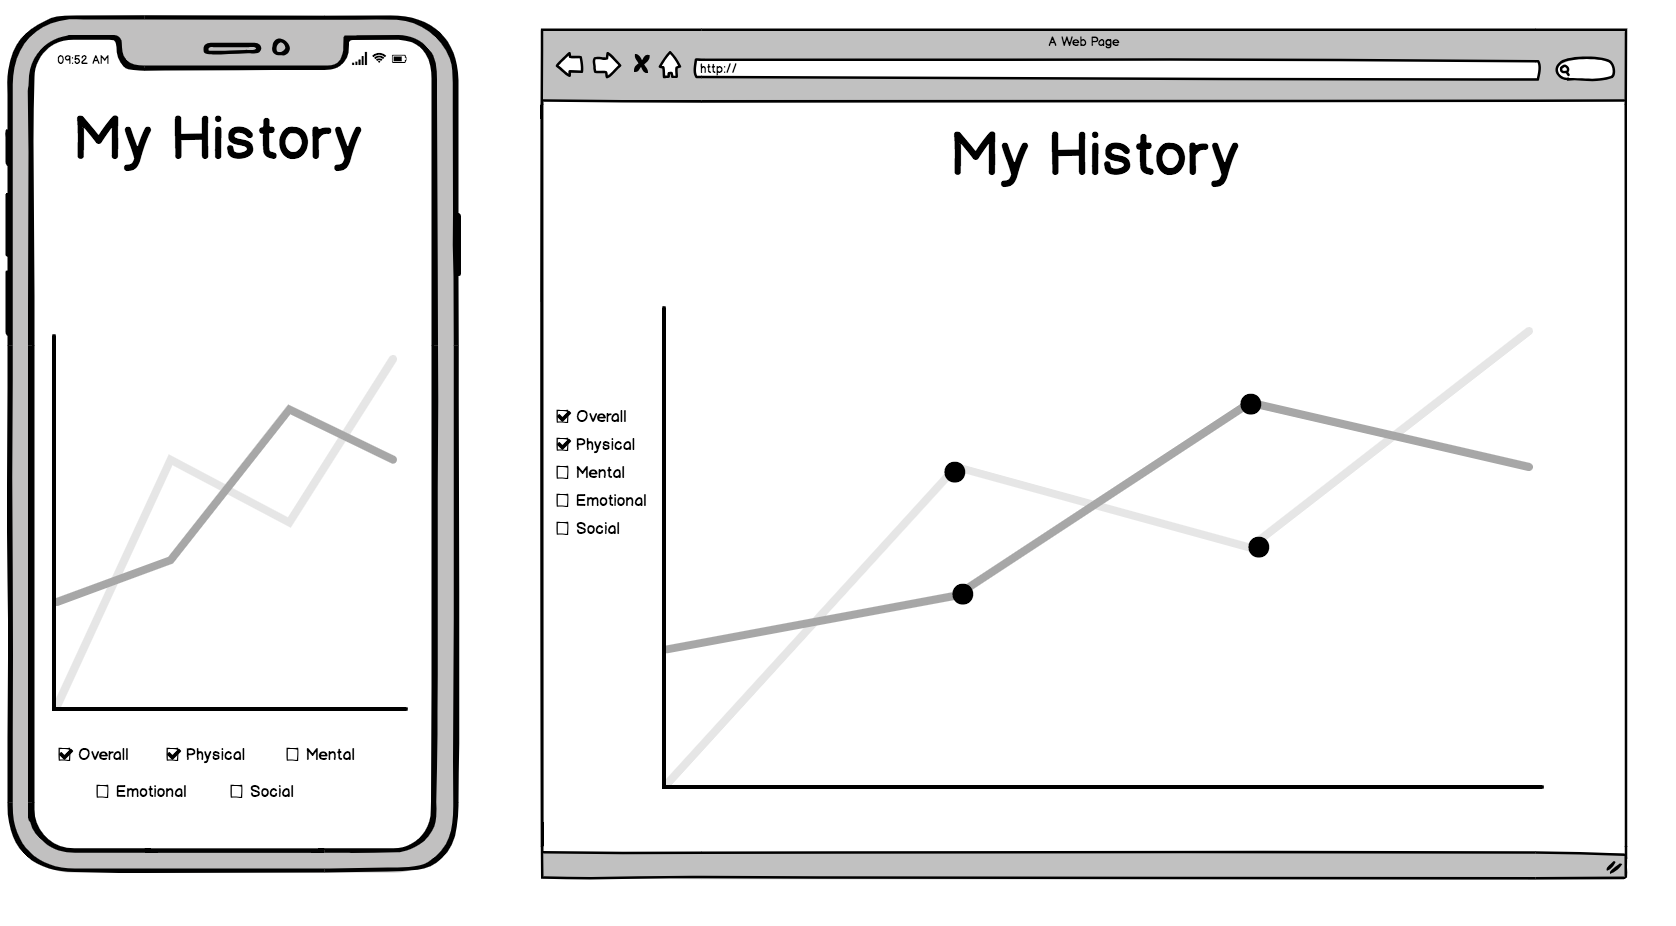 09:52 AM
My History
Overall Physical Mental
Emotional Social
A Web Page
http://
My History
Overall
Physical
Mental
Emotional
Social